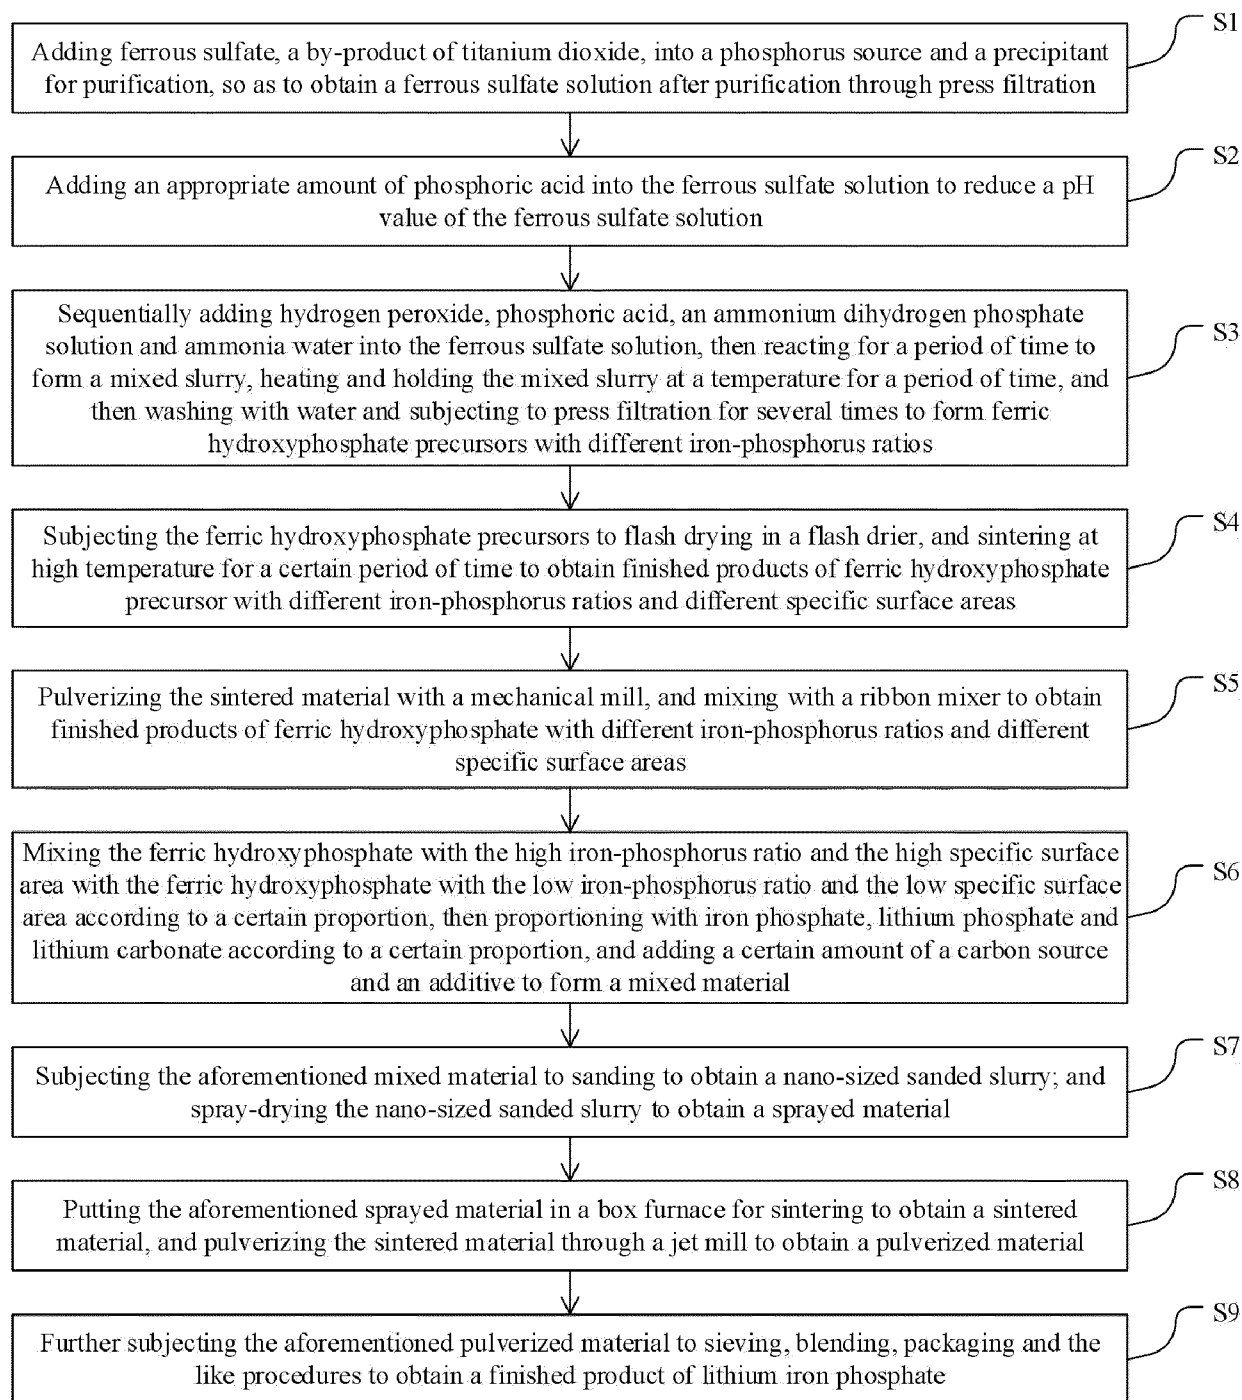 S1
Adding ferrous sulfate, a by-product of titanium dioxide, into a phosphorus source and a precipitant
for purification, so as to obtain a ferrous sulfate solution after purification through press filtration
S2
Adding an appropriate amount of phosphoric acid into the ferrous sulfate solution to reduce a pH
value of the ferrous sulfate solution
S3
Sequentially adding hydrogen peroxide, phosphoric acid, an ammonium dihydrogen phosphate
solution and ammonia water into the ferrous sulfate solution, then reacting for a period of time to
form a mixed slurry, heating and holding the mixed slurry at a temperature for a period of time, and
then washing with water and subjecting to press filtration for several times to form ferric
hydroxyphosphate precursors with different iron-phosphorus ratios
S4
Subjecting the ferric hydroxyphosphate precursors to flash drying in a flash drier, and sintering at
high temperature for a certain period of time to obtain finished products of ferric hydroxyphosphate
precursor with different iron-phosphorus ratios and different specific surface areas
S5
Pulverizing the sintered material with a mechanical mill, and mixing with a ribbon mixer to obtain
finished products of ferric hydroxyphosphate with different iron-phosphorus ratios and different
specific surface areas
S6
Mixing the ferric hydroxyphosphate with the high iron-phosphorus ratio and the high specific surface
area with the ferric hydroxyphosphate with the low iron-phosphorus ratio and the low specific surface
area according to a certain proportion, then proportioning with iron phosphate, lithium phosphate and
lithium carbonate according to a certain proportion, and adding a certain amount of a carbon source
and an additive to form a mixed material
S7
Subjecting the aforementioned mixed material to sanding to obtain a nano-sized sanded slurry; and
spray-drying the nano-sized sanded slurry to obtain a sprayed material
S8
Putting the aforementioned sprayed material in a box furnace for sintering to obtain a sintered
material, and pulverizing the sintered material through a jet mill to obtain a pulverized material
S9
Further subjecting the aforementioned pulverized material to sieving, blending, packaging and the
like procedures to obtain a finished product of lithium iron phosphate